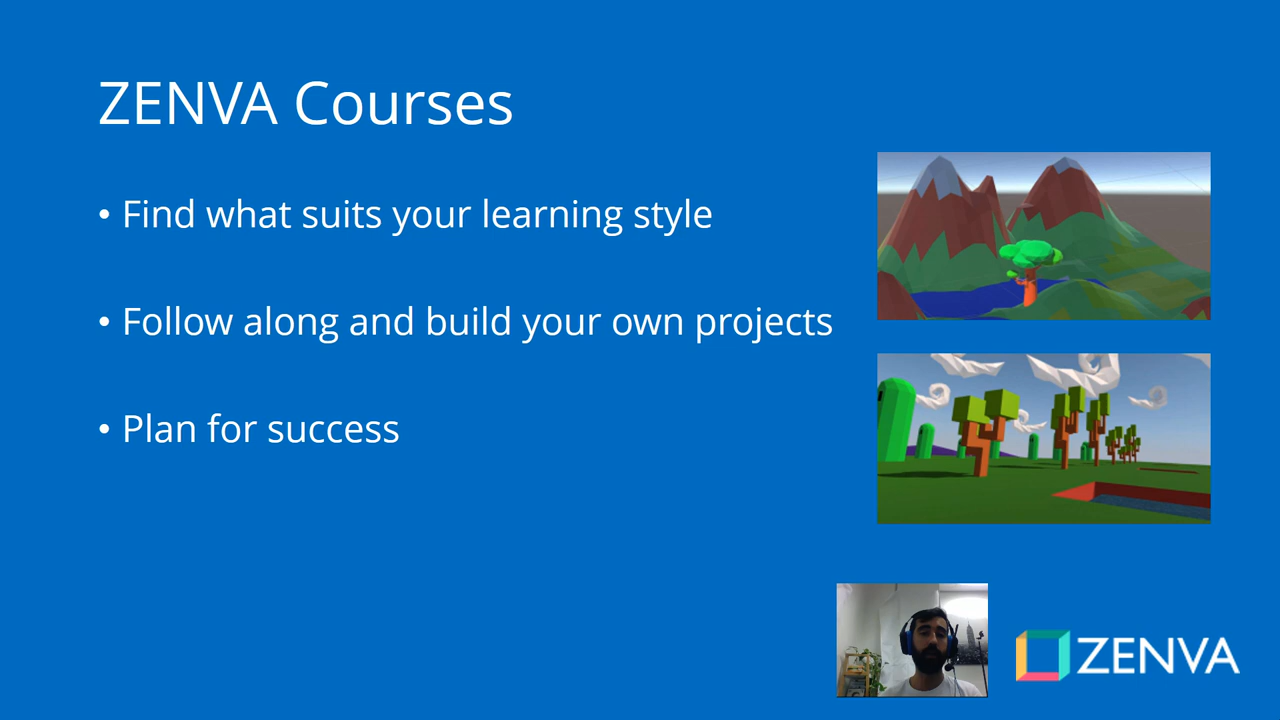 ZENVA Courses
• Find what suits your learning style
• Follow along and build your own projects
• Plan for success
ZENVA